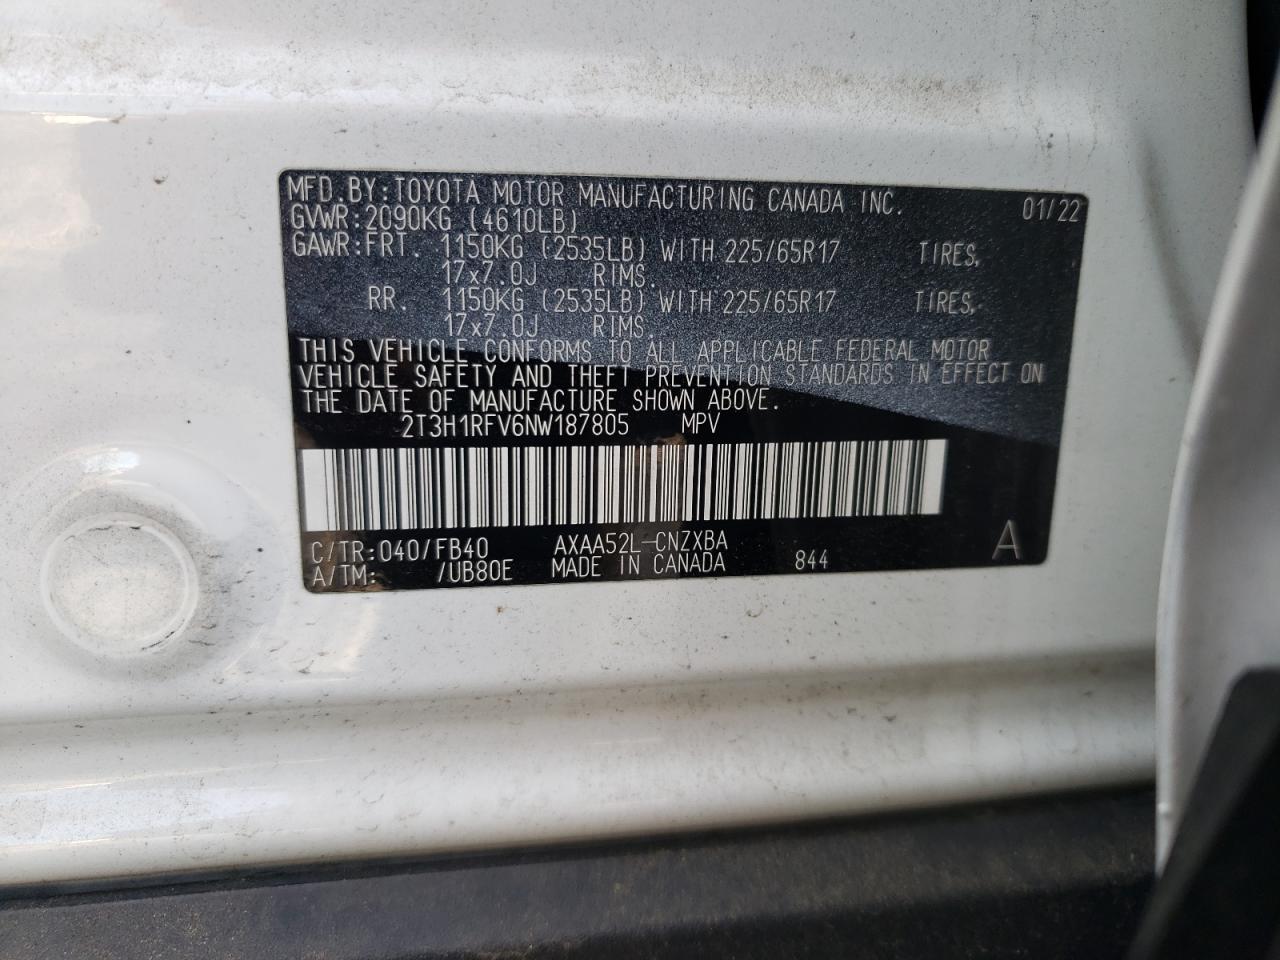 MFD.BY:TOYOTA MOTOR MANUFACTURING CANADA INC. 01/22
GVWR:2090KG (4610LB)
GAWR:FRT. 1150KG (2535LB) WITH 225/65R17 TIRES,
17x7.0J RIMS.
RR. 1150KG (2535LB) WITH 225/65R17 TIRES,
17x7.0J RIMS.
THIS VEHICLE CONFORMS TO ALL APPLICABLE FEDERAL MOTOR
VEHICLE SAFETY AND THEFT PREVENTION STANDARDS IN EFFECT ON
THE DATE OF MANUFACTURE SHOWN ABOVE.
2T3H1RFV6NW187805 MPV
C/TR:040/FB40 AXAA52L-CNZXBA A
A/TM: /UB80E MADE IN CANADA 844